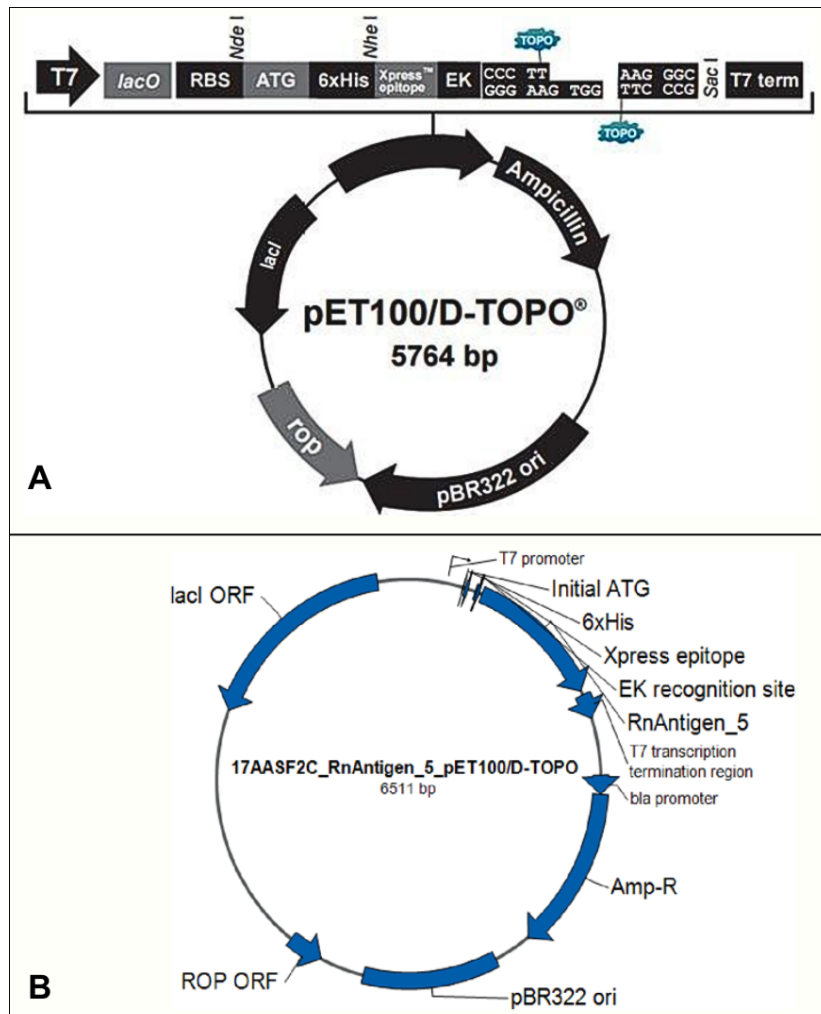 Nde I
Nhe I
TOPO
T7
lacO
RBS
ATG
6xHis
Xpress™ epitope
EK
CCC TT
GGG AAG TGG
AAG GGC
TTC CCG
Sac I
T7 term
TOPO
Ampicillin
lacI
pET100/D-TOPO®
5764 bp
rop
pBR322 ori
A
T7 promoter
lacI ORF
Initial ATG
6xHis
Xpress epitope
EK recognition site
RnAntigen_5
17AASF2C_RnAntigen_5_pET100/D-TOPO
6511 bp
T7 transcription
termination region
bla promoter
Amp-R
ROP ORF
pBR322 ori
B